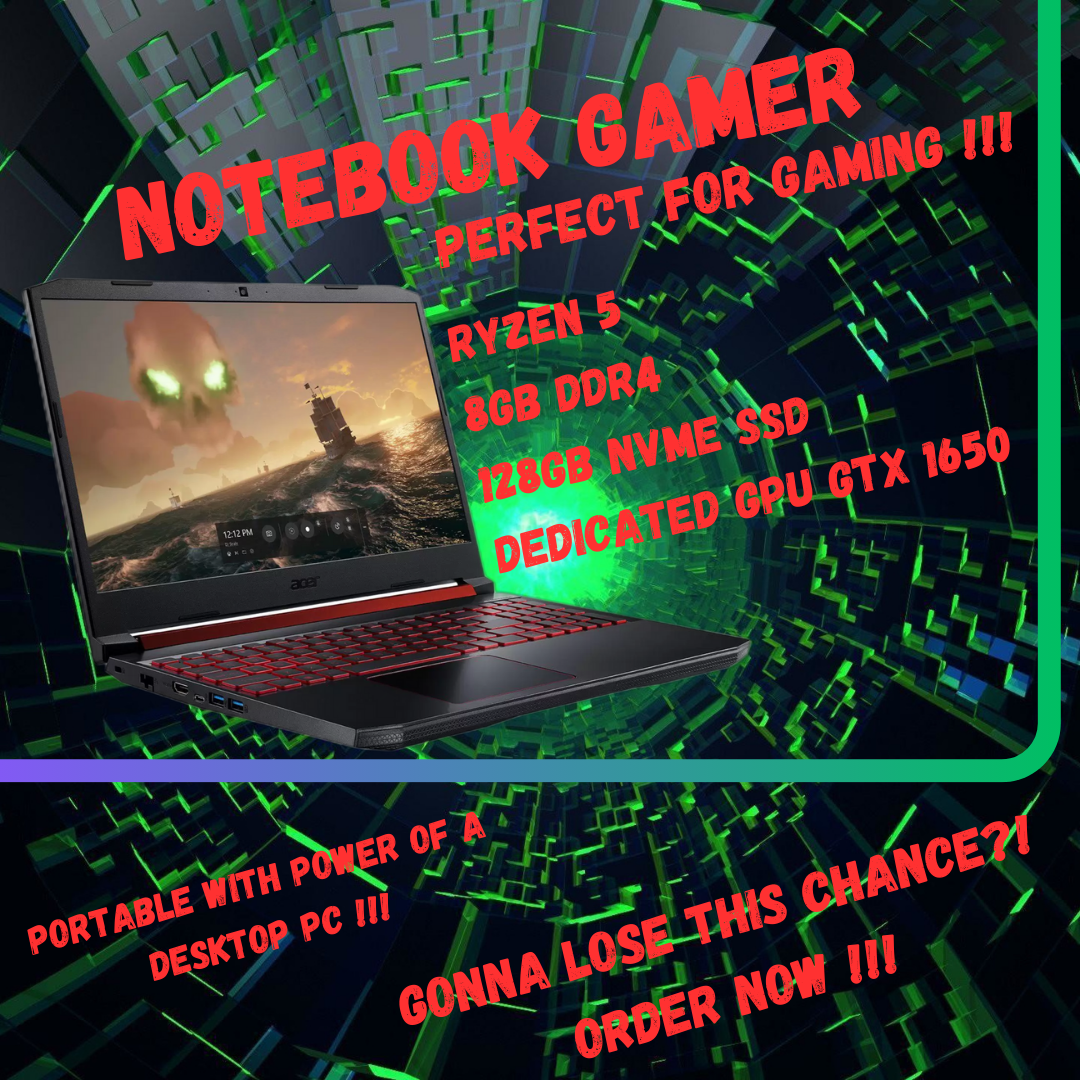 NOTEBOOK GAMER
PERFECT FOR GAMING !!!
RYZEN 5
8GB DDR4
128GB NVME SSD
DEDICATED GPU GTX 1650
12:12 PM
acer
PORTABLE WITH POWER OF A
DESKTOP PC !!!
GONNA LOSE THIS CHANCE?!
ORDER NOW !!!